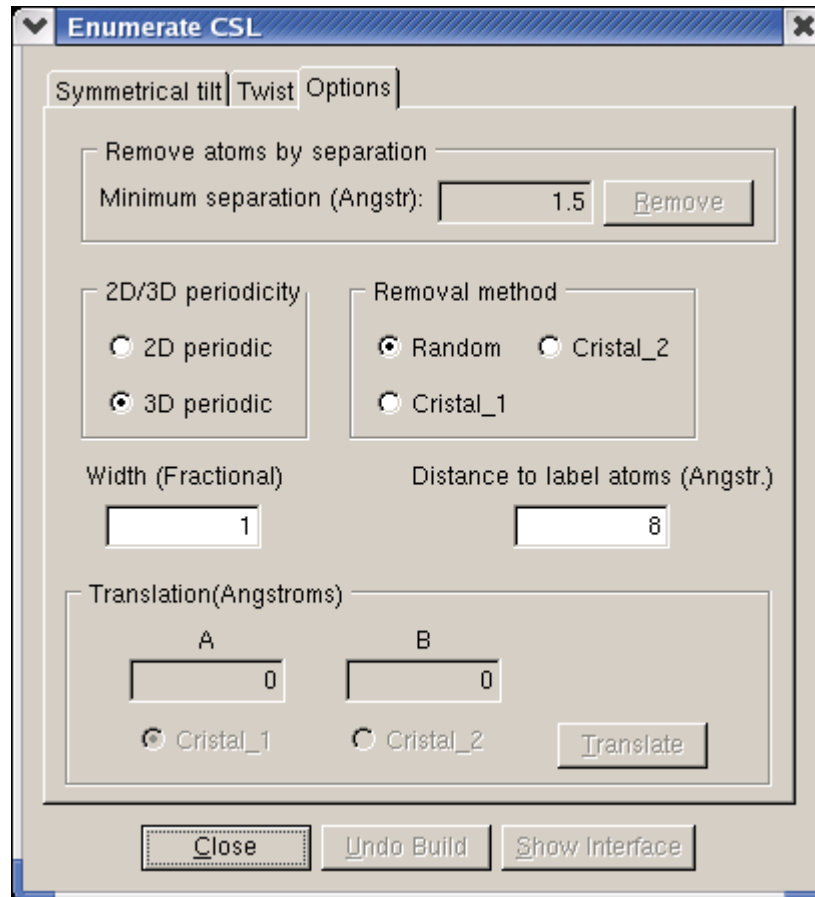 Enumerate CSL
Symmetrical tilt Twist Options
Remove atoms by separation
Minimum separation (Angstr): 1.5 Remove
2D/3D periodicity
2D periodic
3D periodic
Removal method
Random Cristal_2
Cristal_1
Width (Fractional) Distance to label atoms (Angstr.)
1 8
Translation(Angstroms)
A B
0 0
Cristal_1 Cristal_2 Translate
Close Undo Build Show Interface